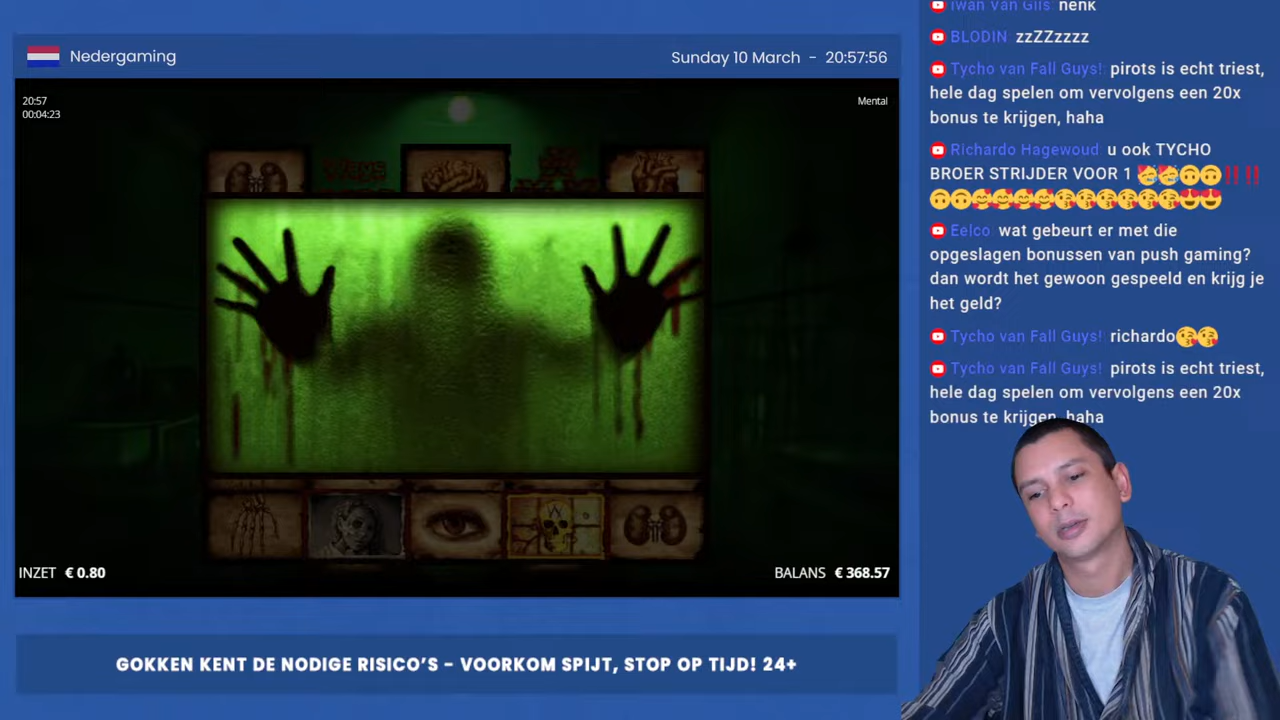 Nedergaming
Sunday 10 March - 20:57:56
20:57
00:04:23
Mental
Ways
INZET € 0.80
BALANS € 368.57
GOKKEN KENT DE NODIGE RISICO'S - VOORKOM SPIJT, STOP OP TIJD! 24+
Iwan Van Gils nenk
BLODIN zzZZzzzz
Tycho van Fall Guys! pirots is echt triest,
hele dag spelen om vervolgens een 20x
bonus te krijgen, haha
Richardo Hagewoud u ook TYCHO
BROER STRIJDER VOOR 1 🥳🥳🙃🙃‼️‼️
🙃🙃🥰🥰🥰🥰😘😘😘😘😘😘😍😍
Eelco wat gebeurt er met die
opgeslagen bonussen van push gaming?
dan wordt het gewoon gespeeld en krijg je
het geld?
Tycho van Fall Guys! richardo😘😘
Tycho van Fall Guys! pirots is echt triest,
hele dag spelen om vervolgens een 20x
bonus te krijgen, haha